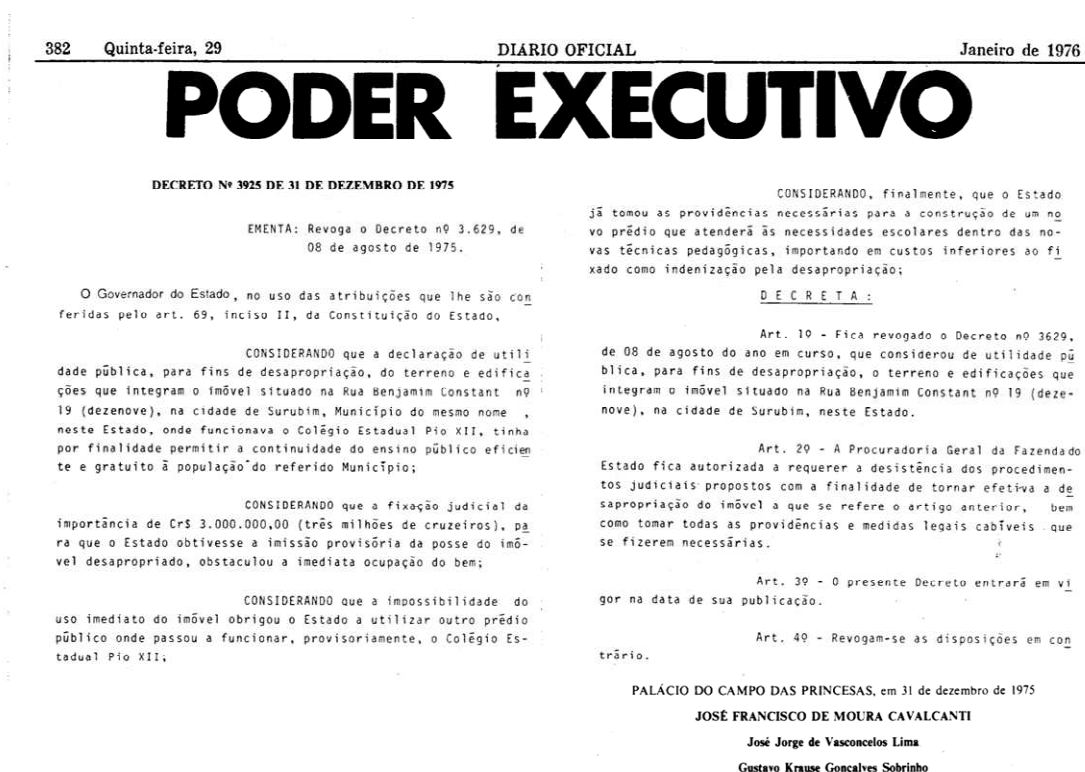 382 Quinta-feira, 29 DIÁRIO OFICIAL Janeiro de 1976
PODER EXECUTIVO
DECRETO Nº 3925 DE 31 DE DEZEMBRO DE 1975
EMENTA: Revoga o Decreto nº 3.629, de
08 de agosto de 1975.
O Governador do Estado, no uso das atribuições que lhe são con
feridas pelo art. 69, inciso II, da Constituição do Estado,
CONSIDERANDO que a declaração de utili
dade pública, para fins de desapropriação, do terreno e edifica
ções que integram o imóvel situado na Rua Benjamim Constant nº
19 (dezenove), na cidade de Surubim, Município do mesmo nome ,
neste Estado, onde funcionava o Colégio Estadual Pio XII, tinha
por finalidade permitir a continuidade do ensino público eficien
te e gratuito à população do referido Município;
CONSIDERANDO que a fixação judicial da
importância de Cr$ 3.000.000,00 (três milhões de cruzeiros), pa
ra que o Estado obtivesse a imissão provisória da posse do imó-
vel desapropriado, obstaculou a imediata ocupação do bem;
CONSIDERANDO que a impossibilidade do
uso imediato do imóvel obrigou o Estado a utilizar outro prédio
público onde passou a funcionar, provisoriamente, o Colégio Es-
tadual Pio XII;
CONSIDERANDO, finalmente, que o Estado
já tomou as providências necessárias para a construção de um no
vo prédio que atenderá às necessidades escolares dentro das no-
vas técnicas pedagógicas, importando em custos inferiores ao fi
xado como indenização pela desapropriação;
D E C R E T A :
Art. 1º - Fica revogado o Decreto nº 3629,
de 08 de agosto do ano em curso, que considerou de utilidade pú
blica, para fins de desapropriação, o terreno e edificações que
integram o imóvel situado na Rua Benjamim Constant nº 19 (deze-
nove), na cidade de Surubim, neste Estado.
Art. 2º - A Procuradoria Geral da Fazenda do
Estado fica autorizada a requerer a desistência dos procedimen-
tos judiciais propostos com a finalidade de tornar efetiva a de
sapropriação do imóvel a que se refere o artigo anterior, bem
como tomar todas as providências e medidas legais cabíveis que
se fizerem necessárias.
Art. 3º - O presente Decreto entrará em vi
gor na data de sua publicação.
Art. 4º - Revogam-se as disposições em con
trário.
PALÁCIO DO CAMPO DAS PRINCESAS, em 31 de dezembro de 1975
JOSÉ FRANCISCO DE MOURA CAVALCANTI
José Jorge de Vasconcelos Lima
Gustavo Krause Gonçalves Sobrinho